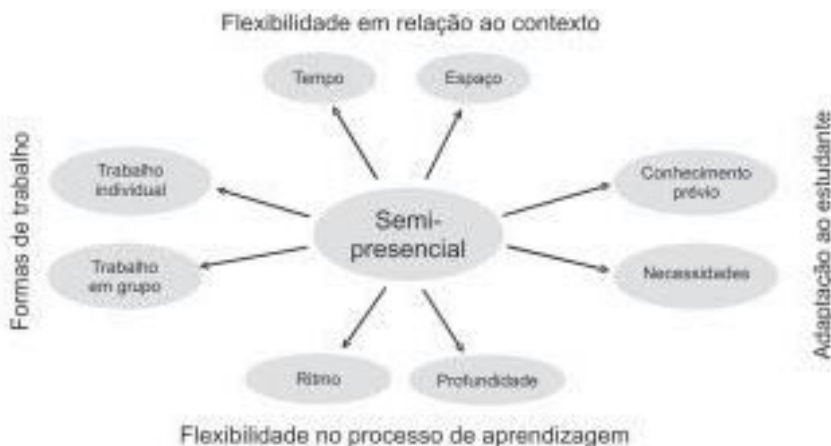 Flexibilidade em relação ao contexto
Tempo
Espaço
Formas de trabalho
Trabalho
individual
Trabalho
em grupo
Semi-
presencial
Conhecimento
prévio
Necessidades
Adaptação ao estudante
Ritmo
Profundidade
Flexibilidade no processo de aprendizagem